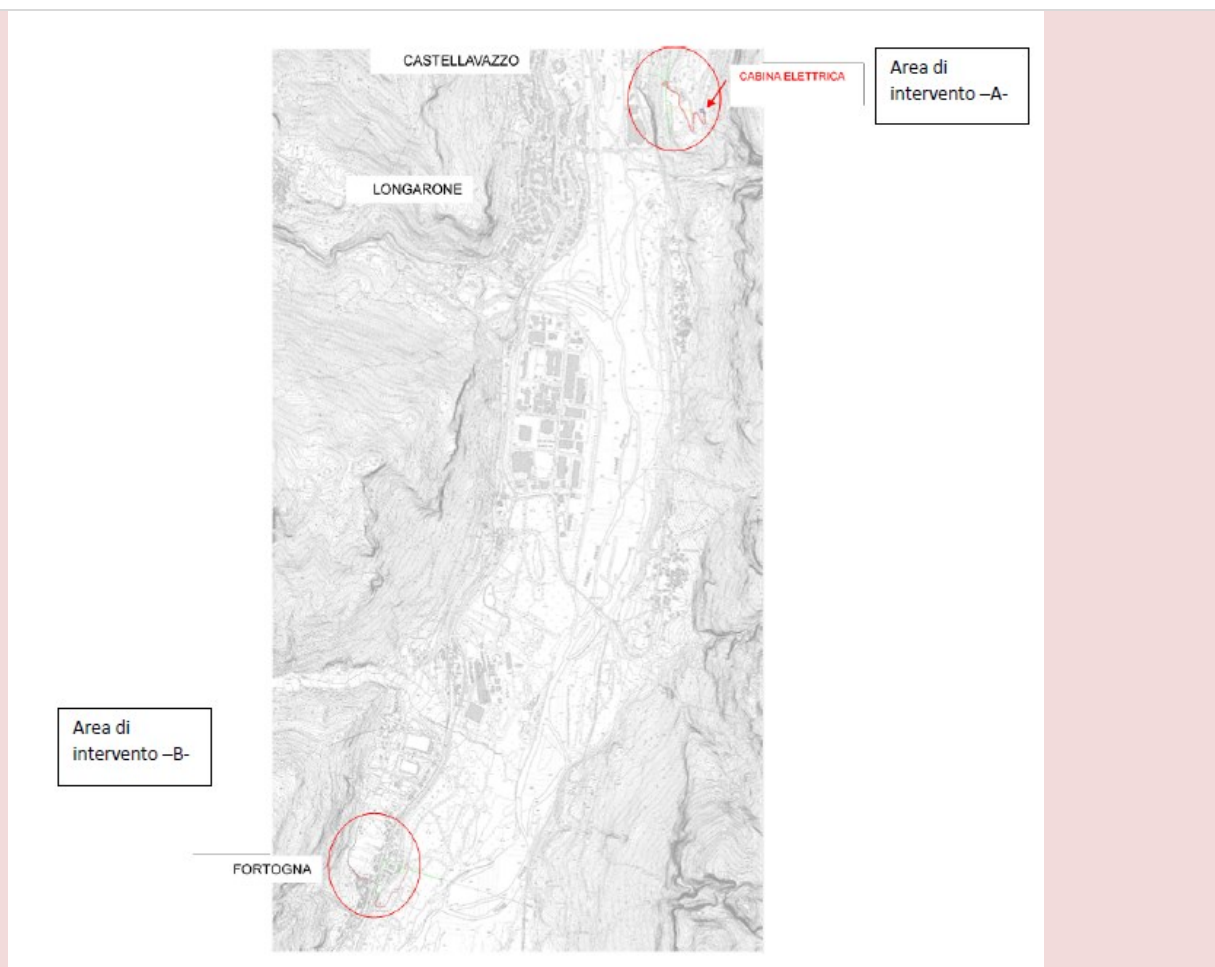 CASTELLAVAZZO
CABINA ELETTRICA
Area di
intervento –A-
LONGARONE
Area di
intervento –B-
FORTOGNA